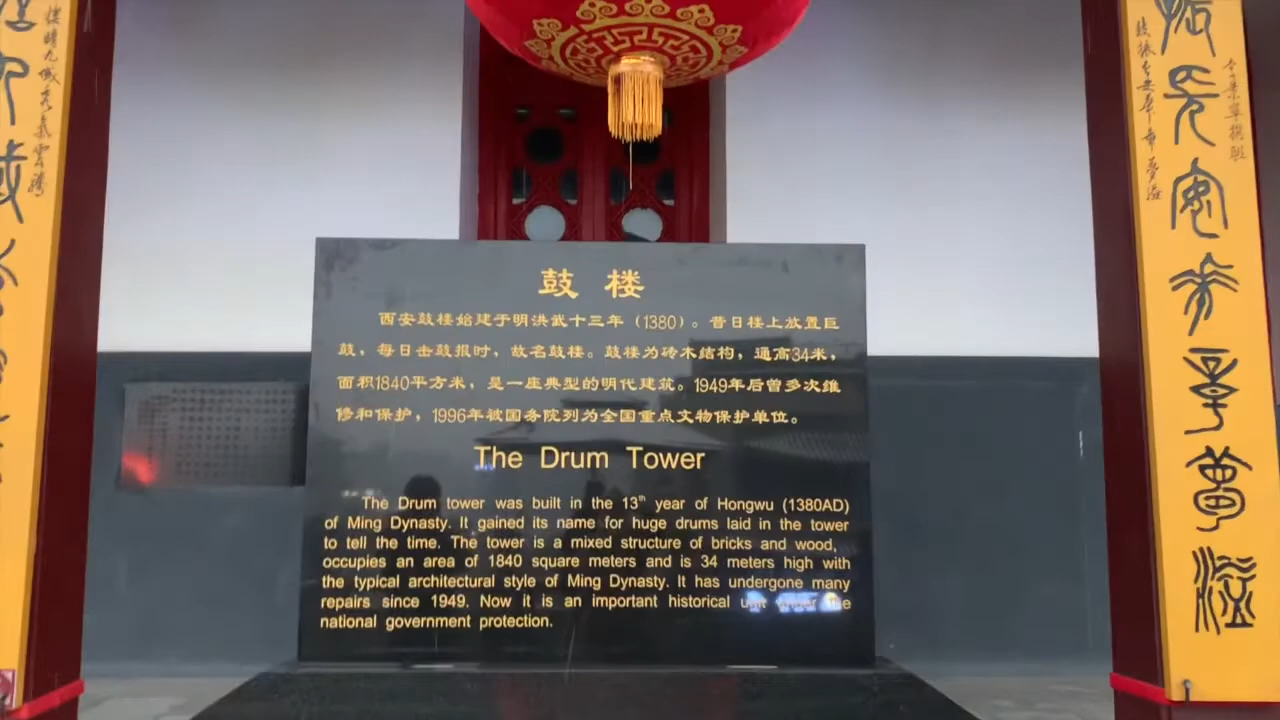 鼓楼
西安鼓楼始建于明洪武十三年（1380）。昔日楼上放置巨
鼓，每日击鼓报时，故名鼓楼。鼓楼为砖木结构，通高34米，
面积1840平方米，是一座典型的明代建筑。1949年后曾多次维
修和保护，1996年被国务院列为全国重点文物保护单位。
The Drum Tower
The Drum tower was built in the 13th year of Hongwu (1380AD)
of Ming Dynasty. It gained its name for huge drums laid in the tower
to tell the time. The tower is a mixed structure of bricks and wood,
occupies an area of 1840 square meters and is 34 meters high with
the typical architectural style of Ming Dynasty. It has undergone many
repairs since 1949. Now it is an important historical the
national government protection.